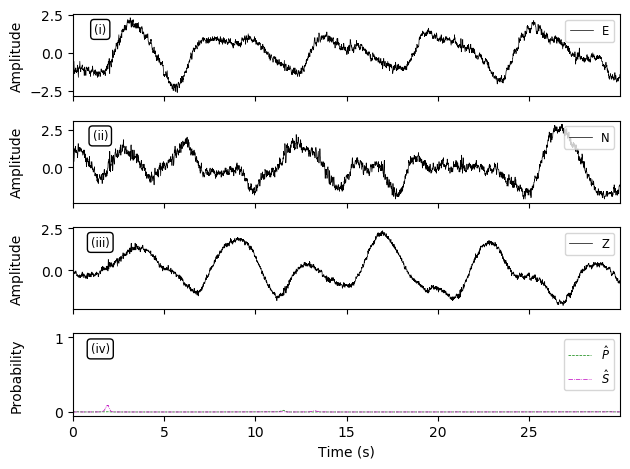 2.5
0.0
−2.5
Amplitude
(i)
E
2.5
0.0
Amplitude
(ii)
N
2.5
0.0
Amplitude
(iii)
Z
1
0
Probability
(iv)
P̂
Ŝ
0 5 10 15 20 25
Time (s)